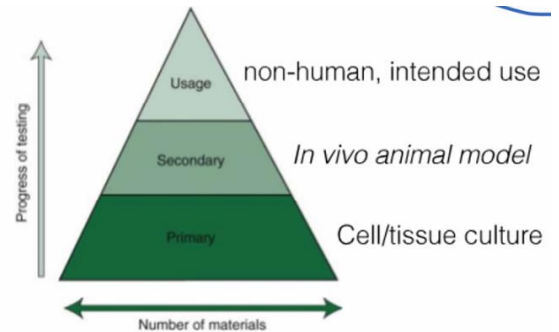 Usage
non-human, intended use
Secondary
In vivo animal model
Primary
Cell/tissue culture
Progress of testing
Number of materials